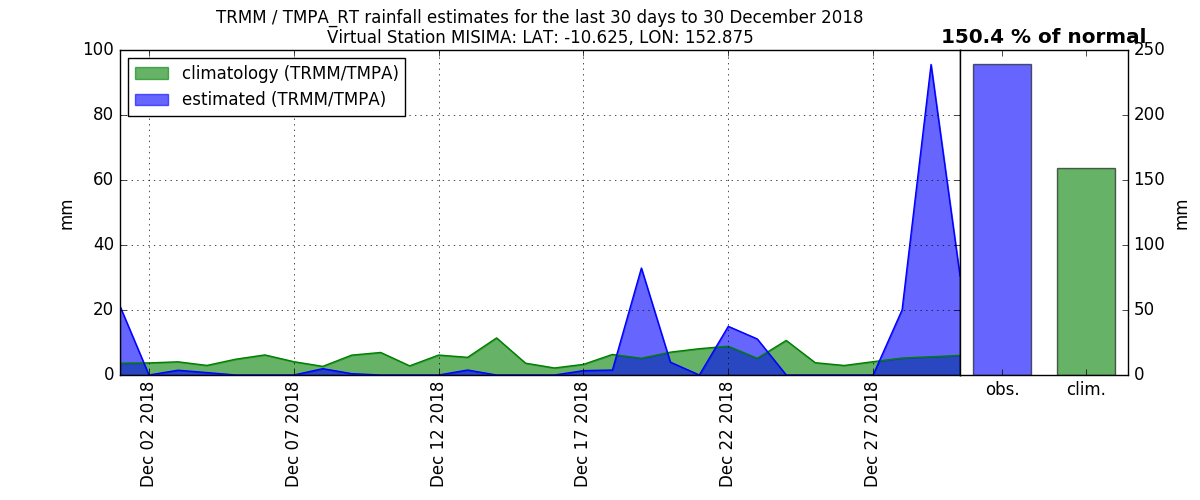 TRMM / TMPA_RT rainfall estimates for the last 30 days to 30 December 2018
Virtual Station MISIMA: LAT: -10.625, LON: 152.875
150.4 % of normal
climatology (TRMM/TMPA)
estimated (TRMM/TMPA)
100
80
60
40
20
0
mm
Dec 02 2018
Dec 07 2018
Dec 12 2018
Dec 17 2018
Dec 22 2018
Dec 27 2018
obs.
clim.
250
200
150
100
50
0
mm